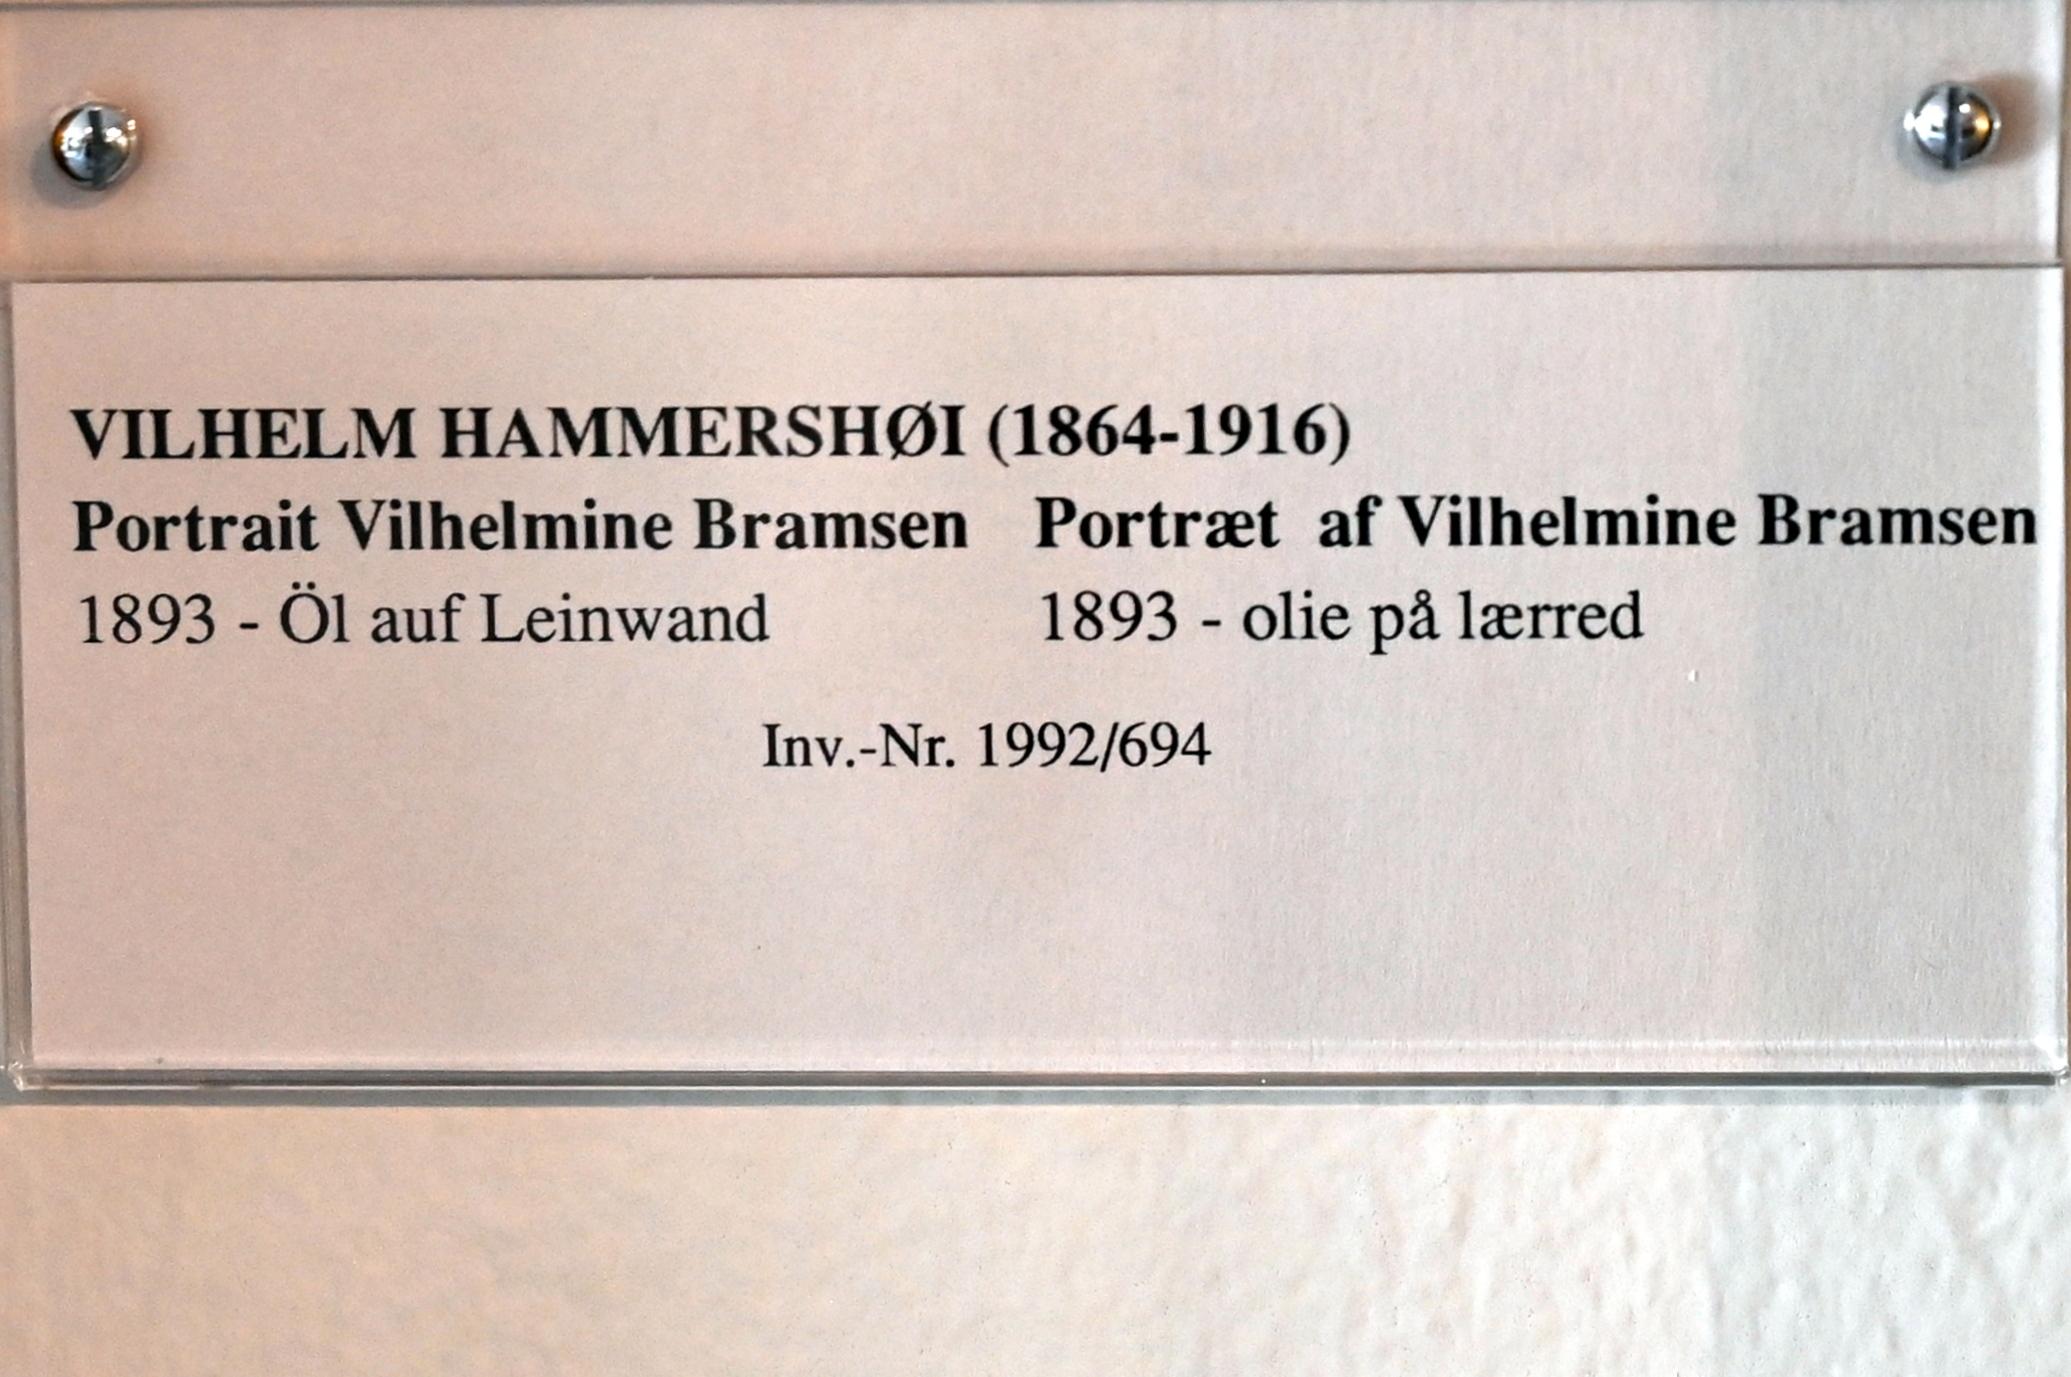 VILHELM HAMMERSHØI (1864-1916)
Portrait Vilhelmine Bramsen Portræt af Vilhelmine Bramsen
1893 - Öl auf Leinwand 1893 - olie på lærred
Inv.-Nr. 1992/694